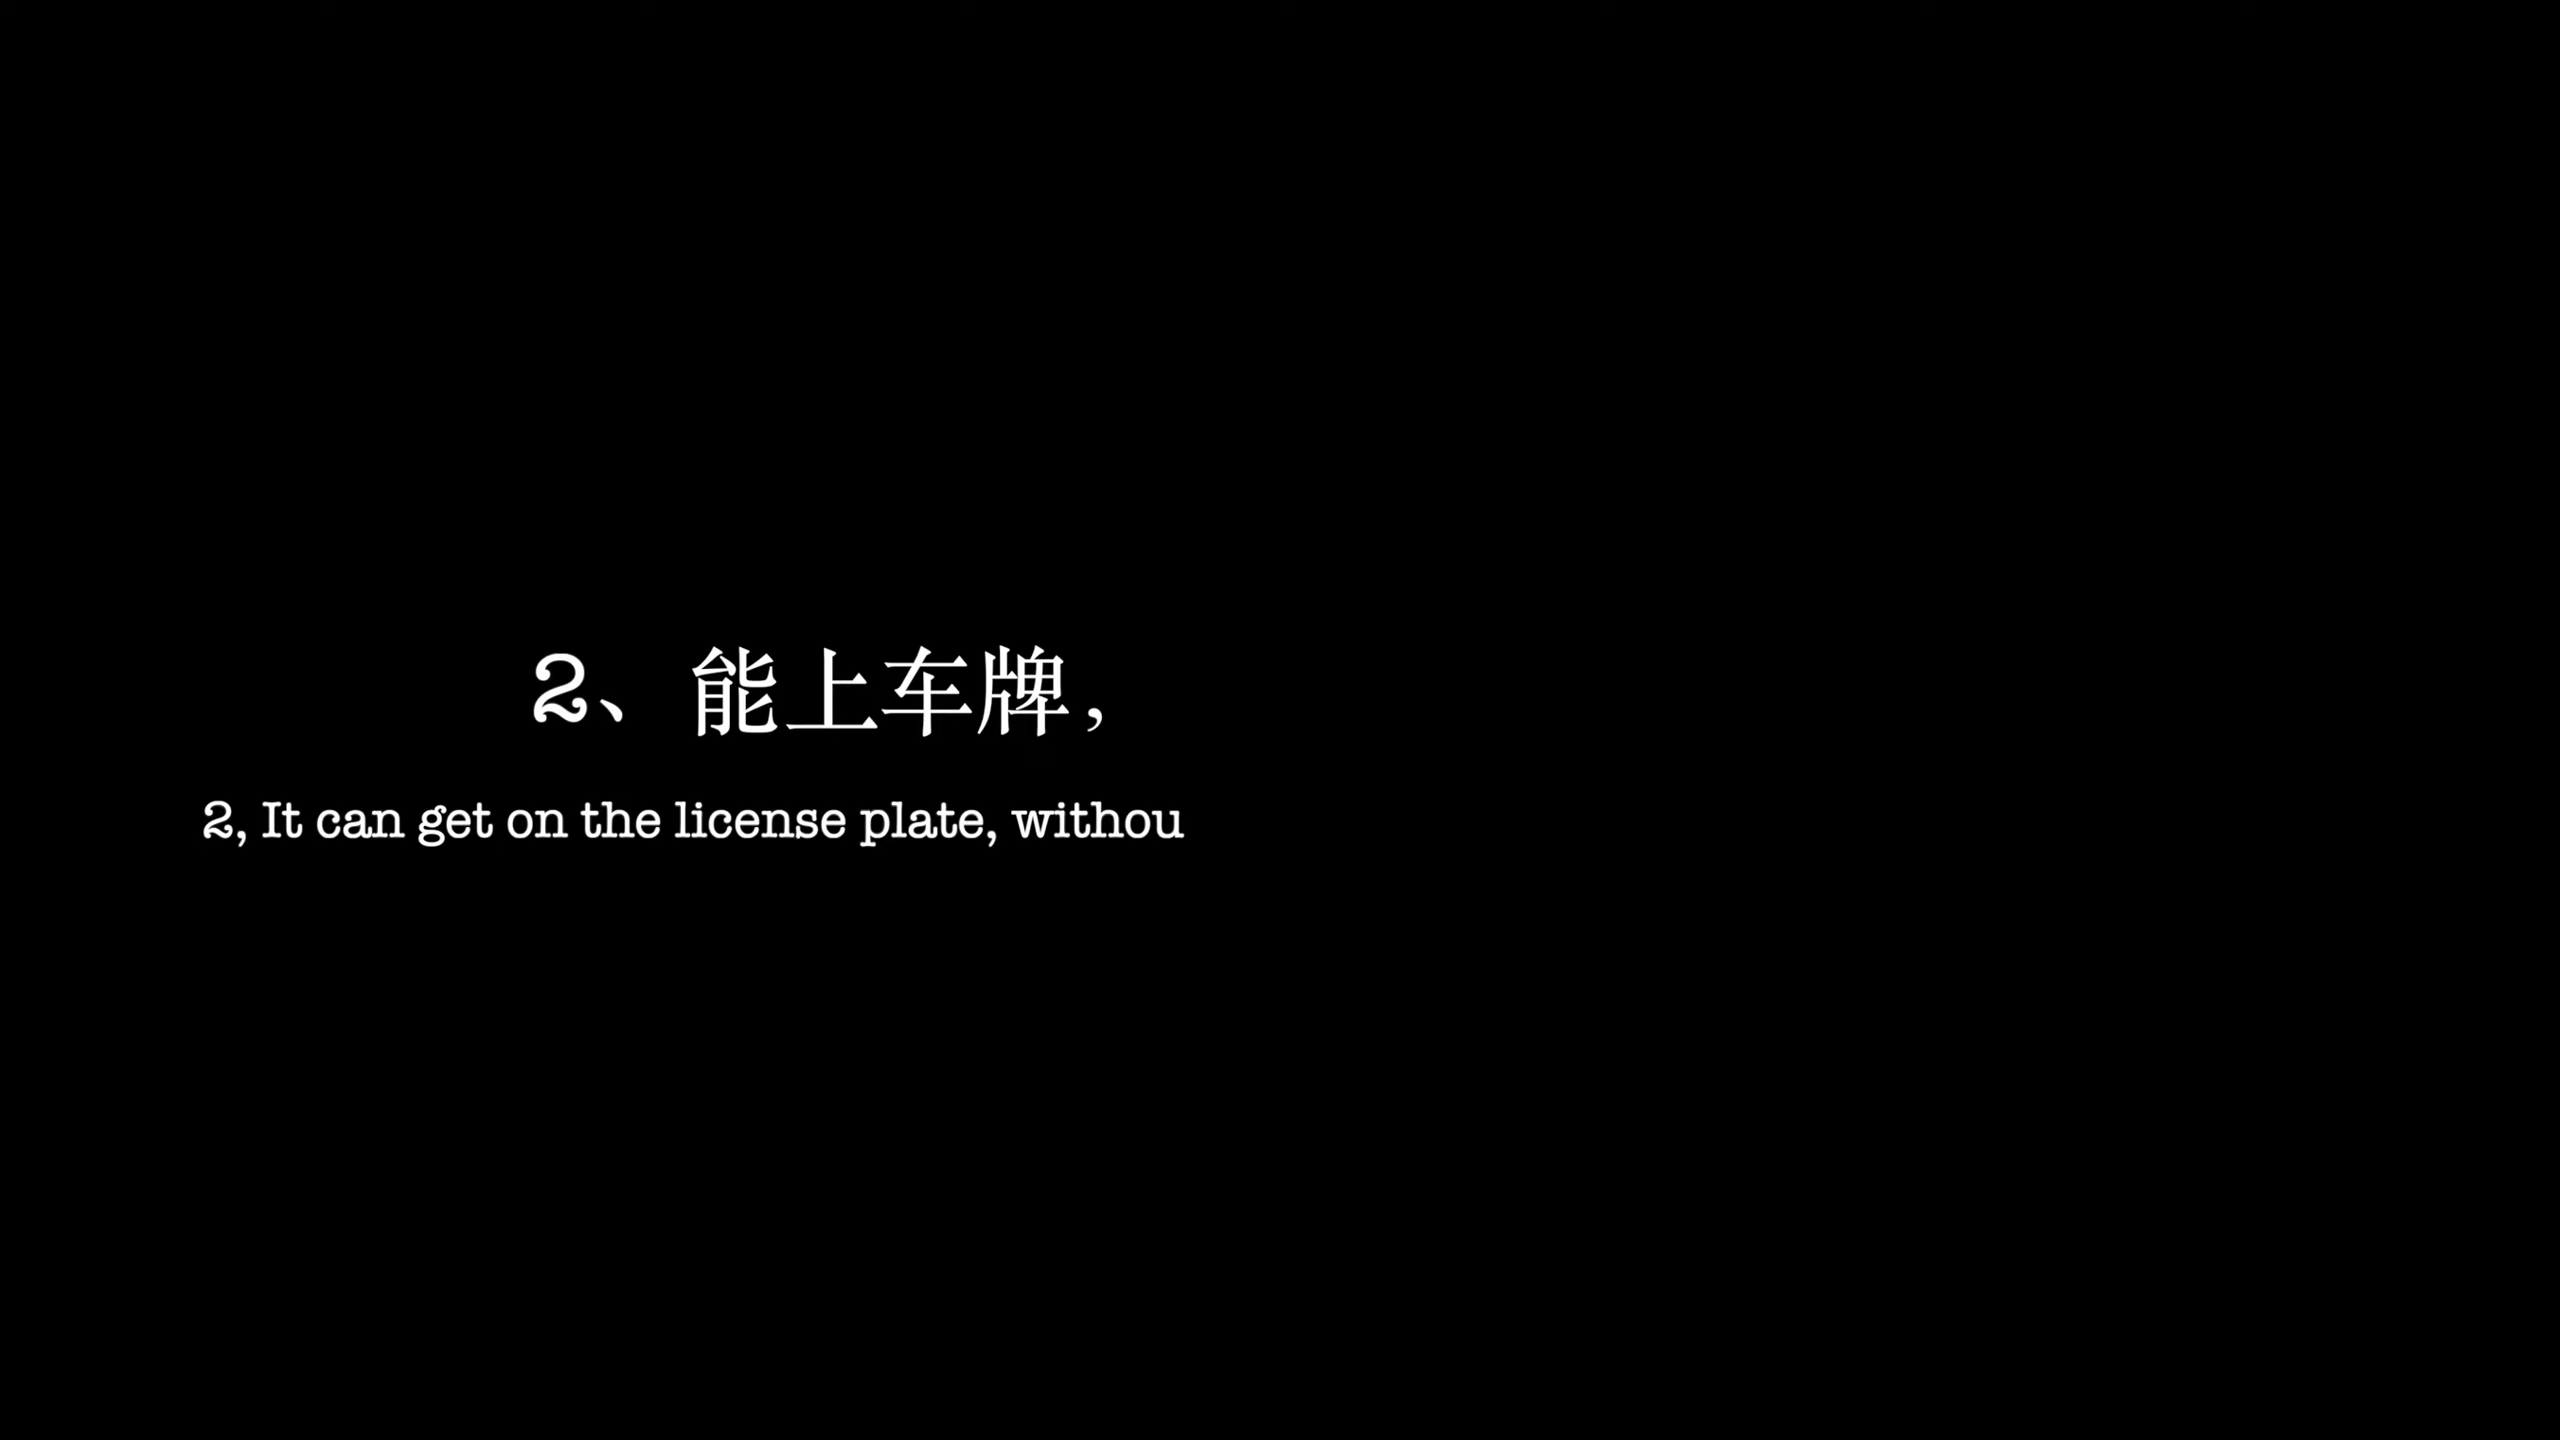 2、能上车牌，
2, It can get on the license plate, withou